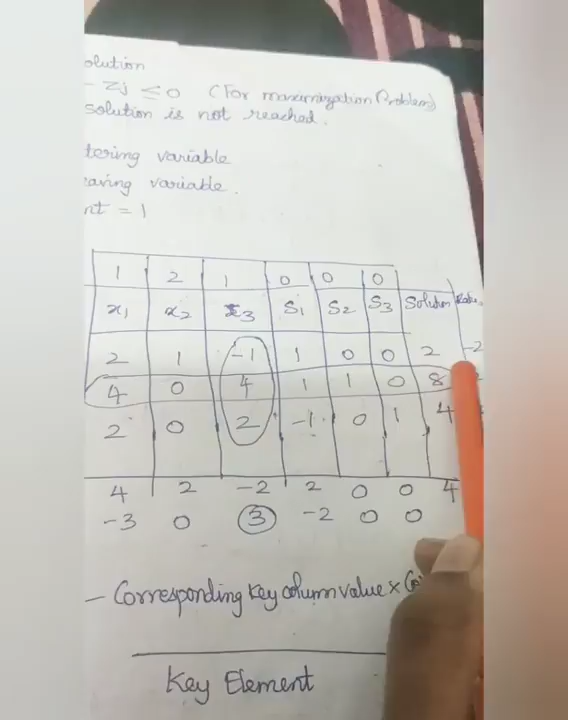 olution
- Zj ≤ 0 (For maximization Problem)
solution is not reached.
tering variable
eaving variable.
nt = 1
1 2 1 0 0 0
x1 x2 x3 S1 S2 S3 Solution
2 1 -1 1 0 0 2 -2
4 0 4 1 1 0 8
2 0 2 -1 0 1 4
4 2 -2 2 0 0 4
-3 0 3 -2 0 0
- Corresponding Key column value ×
Key Element